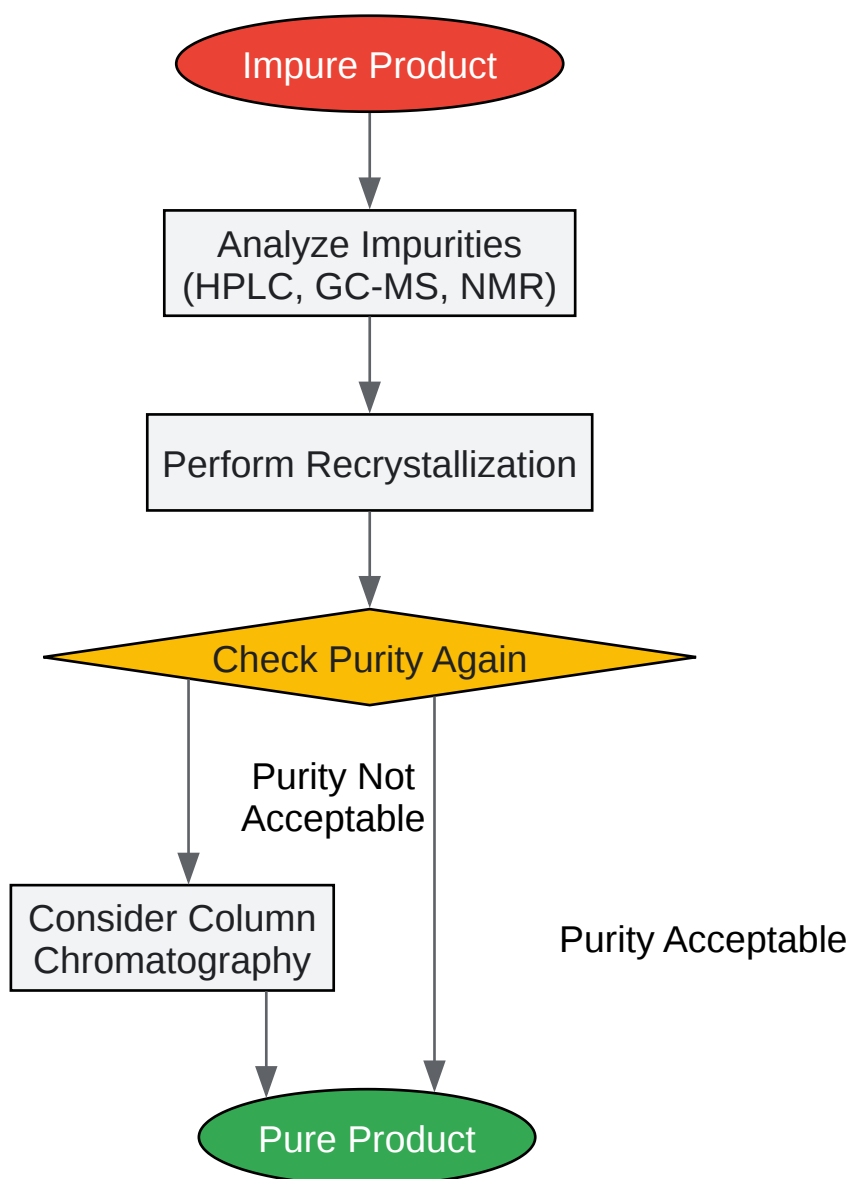 Impure Product
Analyze Impurities
(HPLC, GC-MS, NMR)
Perform Recrystallization
Check Purity Again
Purity Not
Acceptable
Consider Column
Chromatography
Purity Acceptable
Pure Product